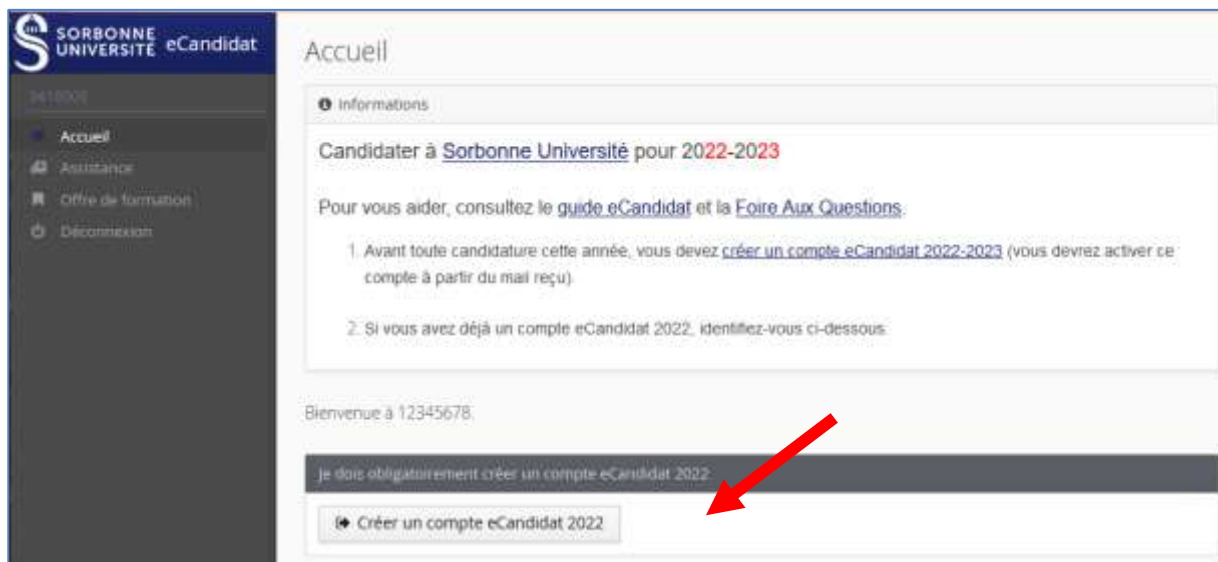 SORBONNE
UNIVERSITÉ eCandidat
Accueil
Assistance
Offre de formation
Déconnexion
Accueil
Informations
Candidater à Sorbonne Université pour 2022-2023
Pour vous aider, consultez le guide eCandidat et la Foire Aux Questions.
1. Avant toute candidature cette année, vous devez créer un compte eCandidat 2022-2023 (vous devrez activer ce
compte à partir du mail reçu).
2. Si vous avez déjà un compte eCandidat 2022, identifiez-vous ci-dessous.
Bienvenue à 12345678.
Je dois obligatoirement créer un compte eCandidat 2022
Créer un compte eCandidat 2022